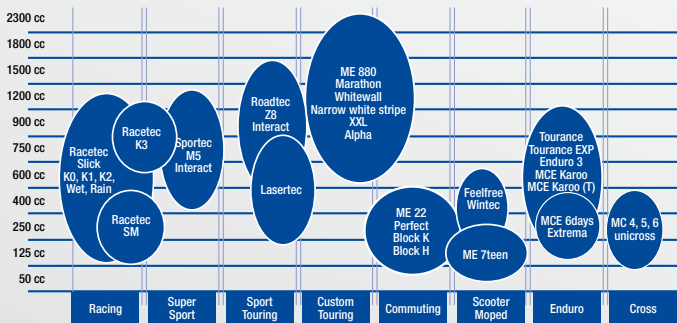 2300 cc
1800 cc
1500 cc
1200 cc
900 cc
750 cc
600 cc
400 cc
250 cc
125 cc
50 cc
Racetec
Slick
K0, K1, K2,
Wet, Rain
Racetec
K3
Racetec
SM
Sportec
M5
Interact
Roadtec
Z8
Interact
Lasertec
ME 880
Marathon
Whitewall
Narrow white stripe
XXL
Alpha
ME 22
Perfect
Block K
Block H
Feelfree
Wintec
ME 7teen
Tourance
Tourance EXP
Enduro 3
MCE Karoo
MCE Karoo (T)
MCE 6days
Extrema
MC 4, 5, 6
unicross
Racing
Super
Sport
Sport
Touring
Custom
Touring
Commuting
Scooter
Moped
Enduro
Cross